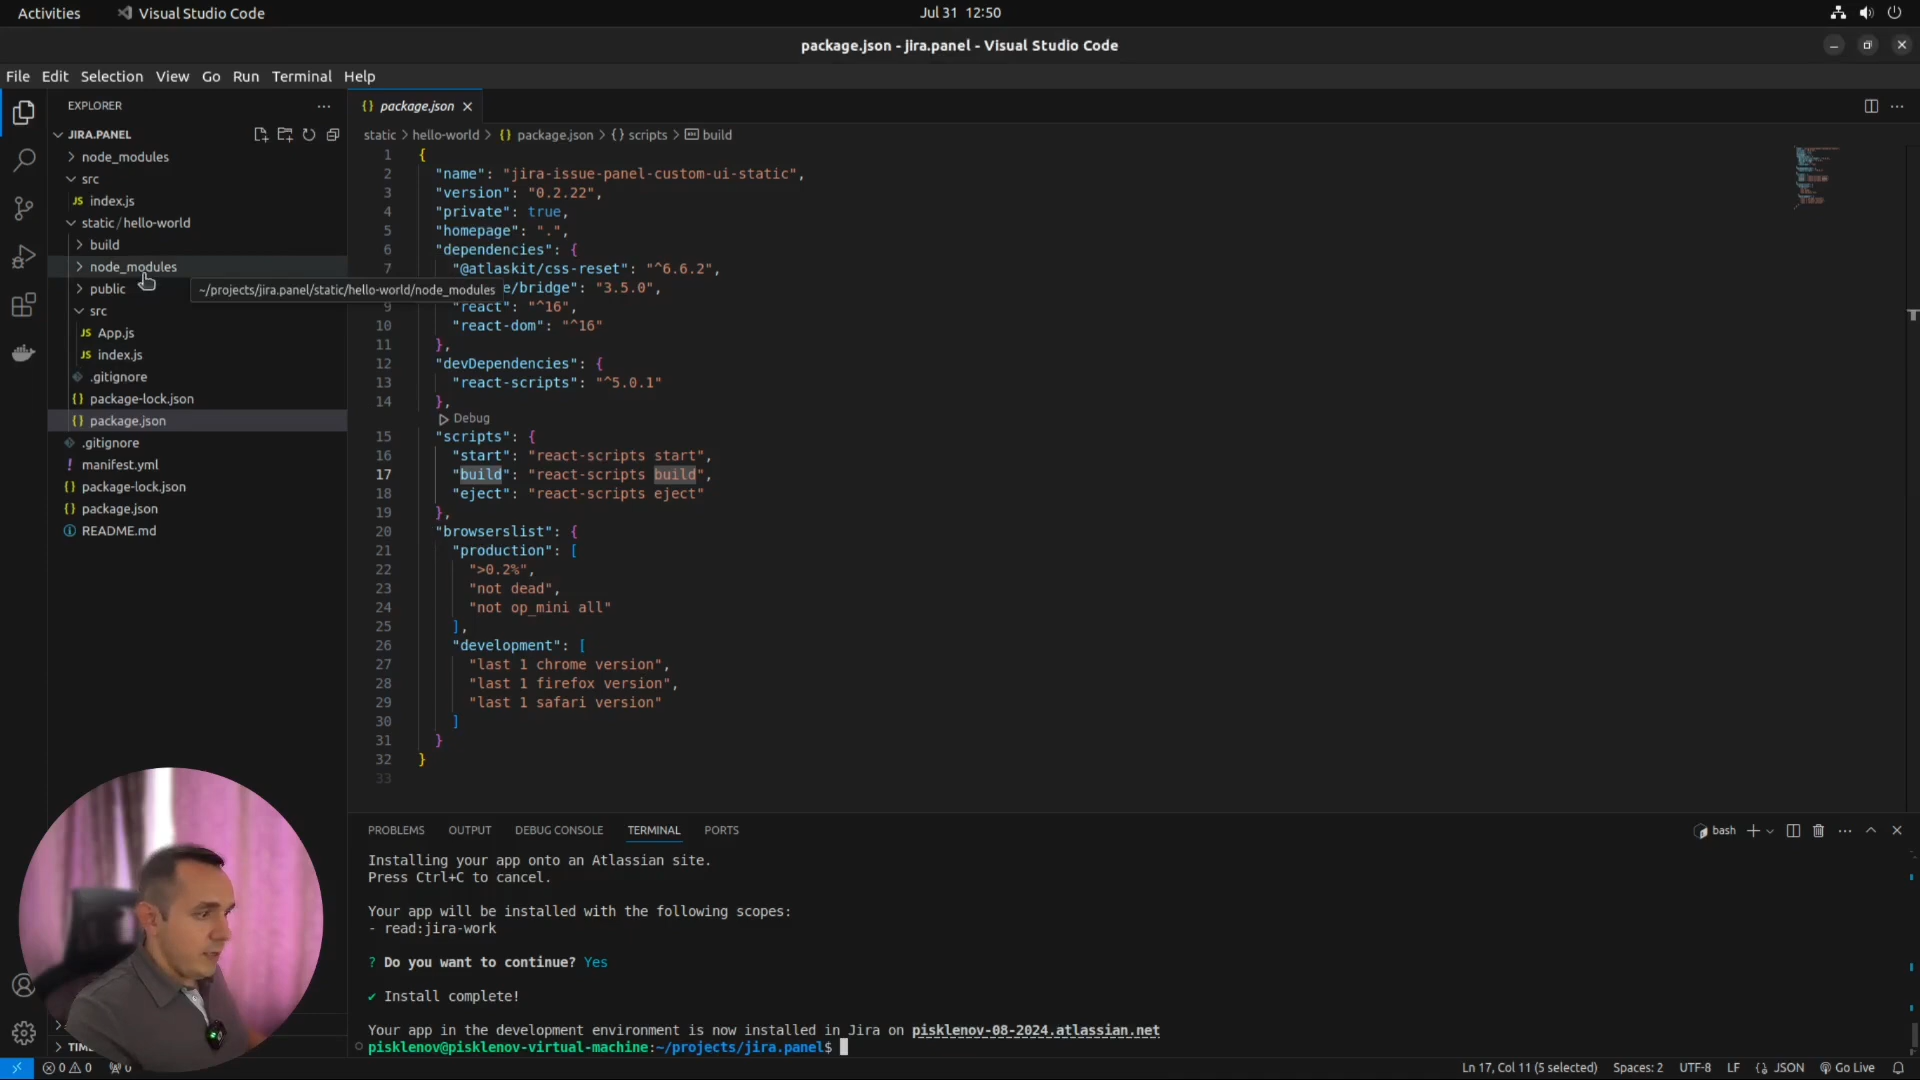 Activities
Visual Studio Code
Jul 31 12:50
package.json - jira.panel - Visual Studio Code
File Edit Selection View Go Run Terminal Help
EXPLORER
JIRA.PANEL
node_modules
src
JS index.js
static / hello-world
build
node_modules
public
src
JS App.js
JS index.js
.gitignore
{} package-lock.json
{} package.json
.gitignore
! manifest.yml
{} package-lock.json
{} package.json
README.md
TIM
~/projects/jira.panel/static/hello-world/node_modules
{} package.json
static > hello-world > {} package.json > {} scripts > build
1 {
2 "name": "jira-issue-panel-custom-ui-static",
3 "version": "0.2.22",
4 "private": true,
5 "homepage": ".",
6 "dependencies": {
7 "@atlaskit/css-reset": "^6.6.2",
e/bridge": "3.5.0",
9 "react": "^16",
10 "react-dom": "^16"
11 },
12 "devDependencies": {
13 "react-scripts": "^5.0.1"
14 },
Debug
15 "scripts": {
16 "start": "react-scripts start",
17 "build": "react-scripts build",
18 "eject": "react-scripts eject"
19 },
20 "browserslist": {
21 "production": [
22 ">0.2%",
23 "not dead",
24 "not op_mini all"
25 ],
26 "development": [
27 "last 1 chrome version",
28 "last 1 firefox version",
29 "last 1 safari version"
30 ]
31 }
32 }
33
PROBLEMS OUTPUT DEBUG CONSOLE TERMINAL PORTS
bash
Installing your app onto an Atlassian site.
Press Ctrl+C to cancel.
Your app will be installed with the following scopes:
- read:jira-work
? Do you want to continue? Yes
✔ Install complete!
Your app in the development environment is now installed in Jira on pisklenov-08-2024.atlassian.net
pisklenov@pisklenov-virtual-machine:~/projects/jira.panel$
0 0 0
Ln 17, Col 11 (5 selected) Spaces: 2 UTF-8 LF {} JSON Go Live